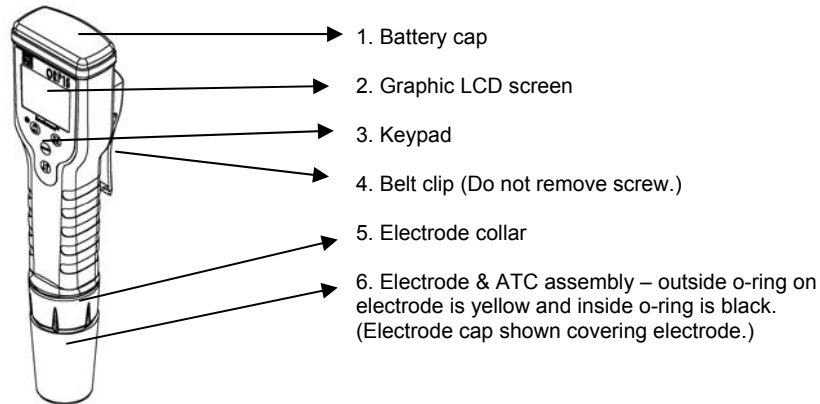 1. Battery cap
ORP15
2. Graphic LCD screen
3. Keypad
4. Belt clip (Do not remove screw.)
5. Electrode collar
6. Electrode & ATC assembly – outside o-ring on
electrode is yellow and inside o-ring is black.
(Electrode cap shown covering electrode.)